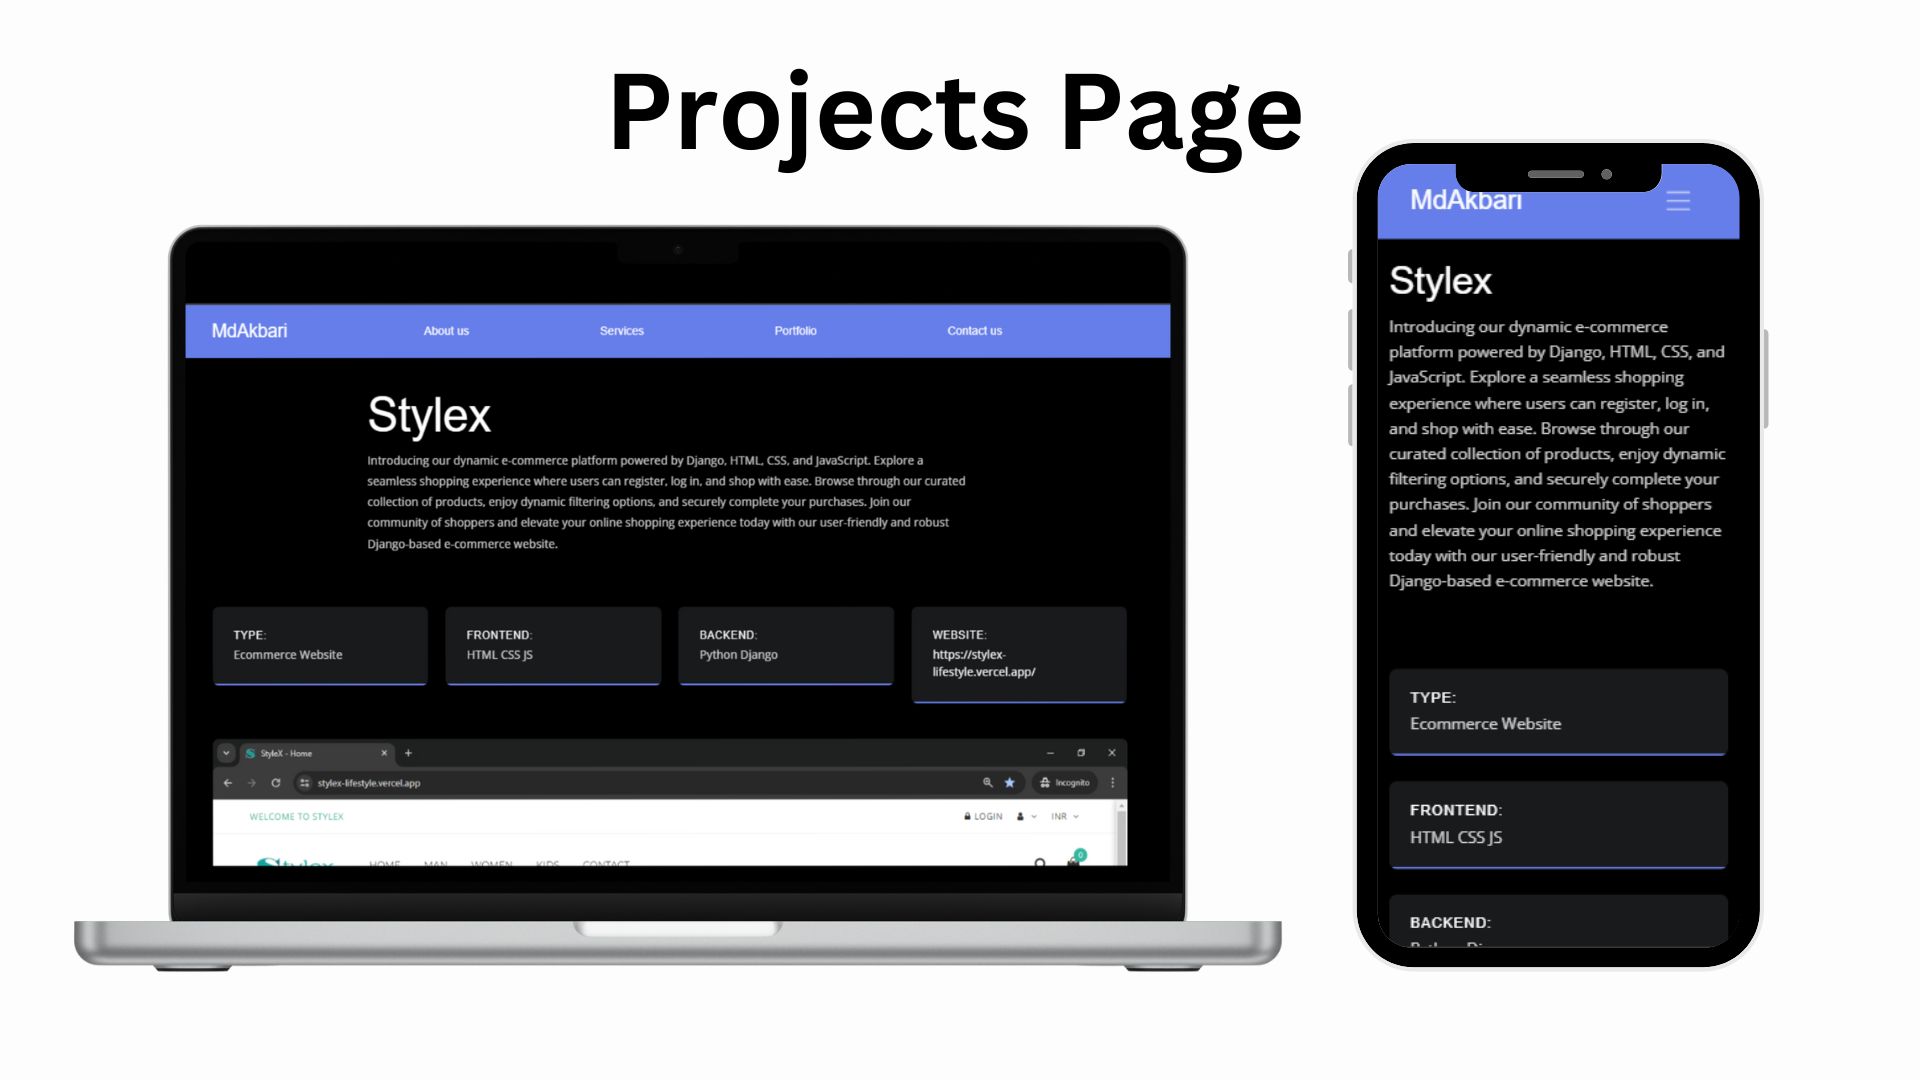 Projects Page
MdAkbari
About us
Services
Portfolio
Contact us
Stylex
Introducing our dynamic e-commerce platform powered by Django, HTML, CSS, and JavaScript. Explore a
seamless shopping experience where users can register, log in, and shop with ease. Browse through our curated
collection of products, enjoy dynamic filtering options, and securely complete your purchases. Join our
community of shoppers and elevate your online shopping experience today with our user-friendly and robust
Django-based e-commerce website.
TYPE:
Ecommerce Website
FRONTEND:
HTML CSS JS
BACKEND:
Python Django
WEBSITE:
https://stylex-
lifestyle.vercel.app/
StyleX - Home
stylex-lifestyle.vercel.app
Incognito
WELCOME TO STYLEX
LOGIN
INR
Stylex
HOME
MAN
WOMEN
KIDS
CONTACT
0
MdAkbari
Stylex
Introducing our dynamic e-commerce
platform powered by Django, HTML, CSS, and
JavaScript. Explore a seamless shopping
experience where users can register, log in,
and shop with ease. Browse through our
curated collection of products, enjoy dynamic
filtering options, and securely complete your
purchases. Join our community of shoppers
and elevate your online shopping experience
today with our user-friendly and robust
Django-based e-commerce website.
TYPE:
Ecommerce Website
FRONTEND:
HTML CSS JS
BACKEND: